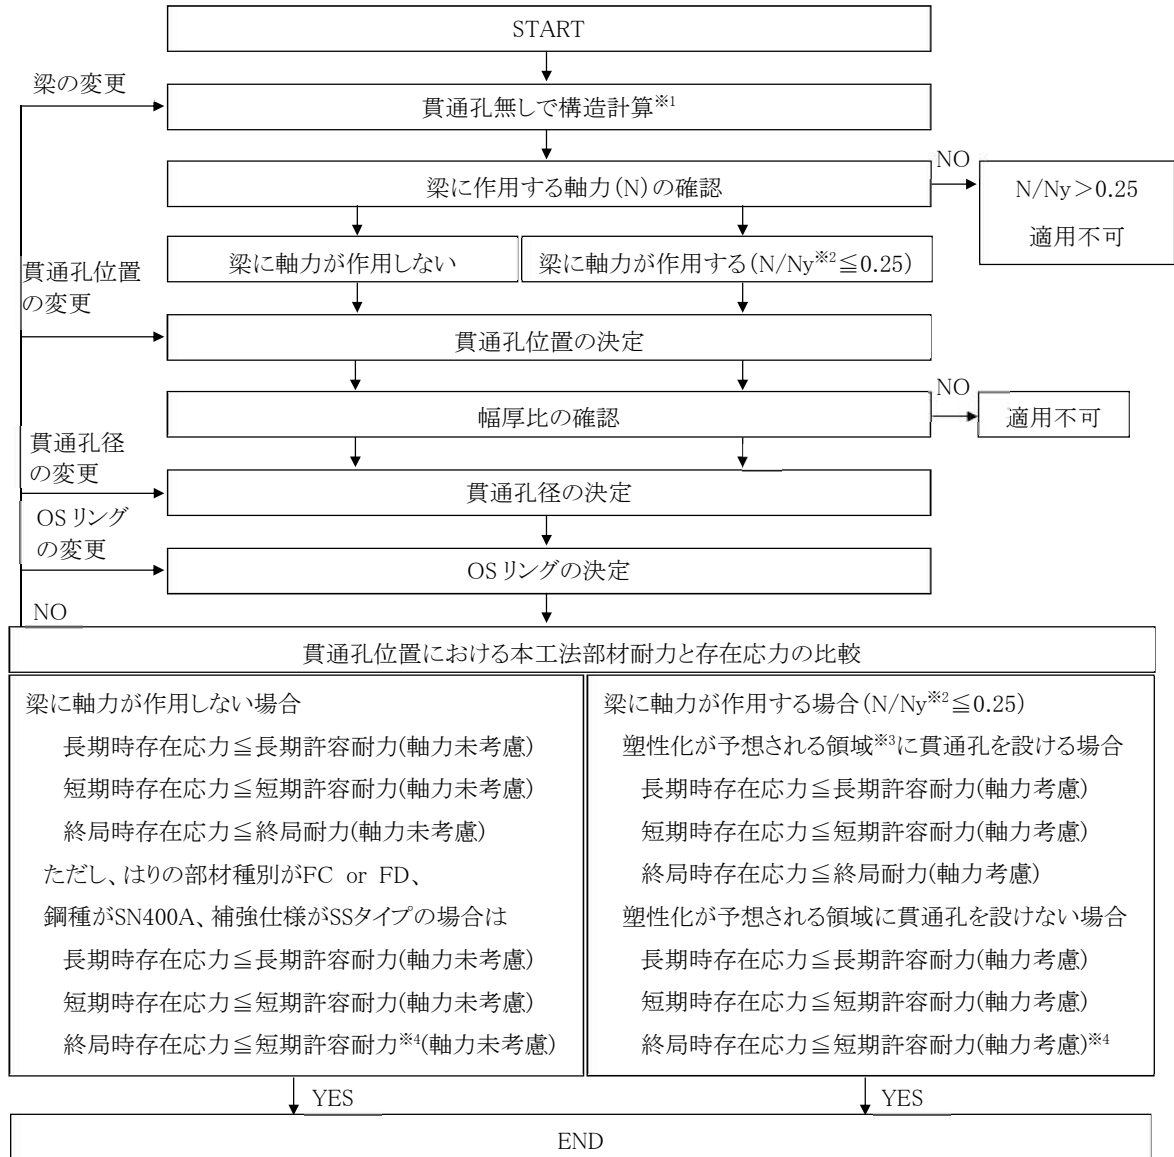 START
梁の変更
貫通孔無しで構造計算※1
梁に作用する軸力(N)の確認
NO
N/Ny＞0.25
適用不可
梁に軸力が作用しない
梁に軸力が作用する(N/Ny※2≦0.25)
貫通孔位置
の変更
貫通孔位置の決定
幅厚比の確認
NO
適用不可
貫通孔径
の変更
貫通孔径の決定
OSリング
の変更
OSリングの決定
NO
貫通孔位置における本工法部材耐力と存在応力の比較
梁に軸力が作用しない場合
長期時存在応力≦長期許容耐力(軸力未考慮)
短期時存在応力≦短期許容耐力(軸力未考慮)
終局時存在応力≦終局耐力(軸力未考慮)
ただし、はりの部材種別がFC or FD、
鋼種がSN400A、補強仕様がSSタイプの場合は
長期時存在応力≦長期許容耐力(軸力未考慮)
短期時存在応力≦短期許容耐力(軸力未考慮)
終局時存在応力≦短期許容耐力※4(軸力未考慮)
梁に軸力が作用する場合(N/Ny※2≦0.25)
塑性化が予想される領域※3に貫通孔を設ける場合
長期時存在応力≦長期許容耐力(軸力考慮)
短期時存在応力≦短期許容耐力(軸力考慮)
終局時存在応力≦終局耐力(軸力考慮)
塑性化が予想される領域に貫通孔を設けない場合
長期時存在応力≦長期許容耐力(軸力考慮)
短期時存在応力≦短期許容耐力(軸力考慮)
終局時存在応力≦短期許容耐力(軸力考慮)※4
YES
YES
END